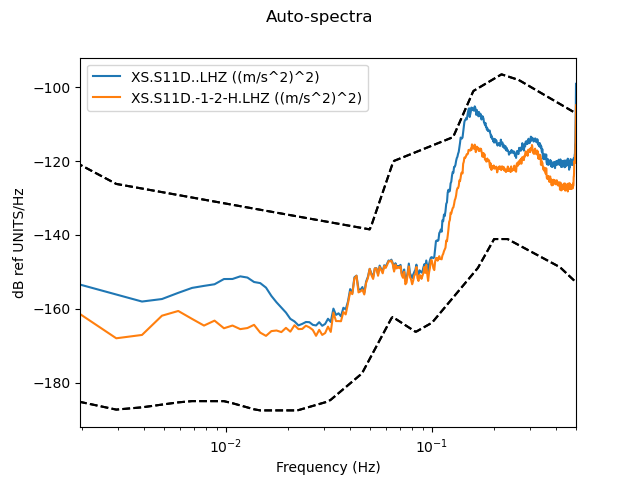 Auto-spectra
XS.S11D..LHZ ((m/s^2)^2)
XS.S11D.-1-2-H.LHZ ((m/s^2)^2)
dB ref UNITS/Hz
−100
−120
−140
−160
−180
10⁻² 10⁻¹
Frequency (Hz)